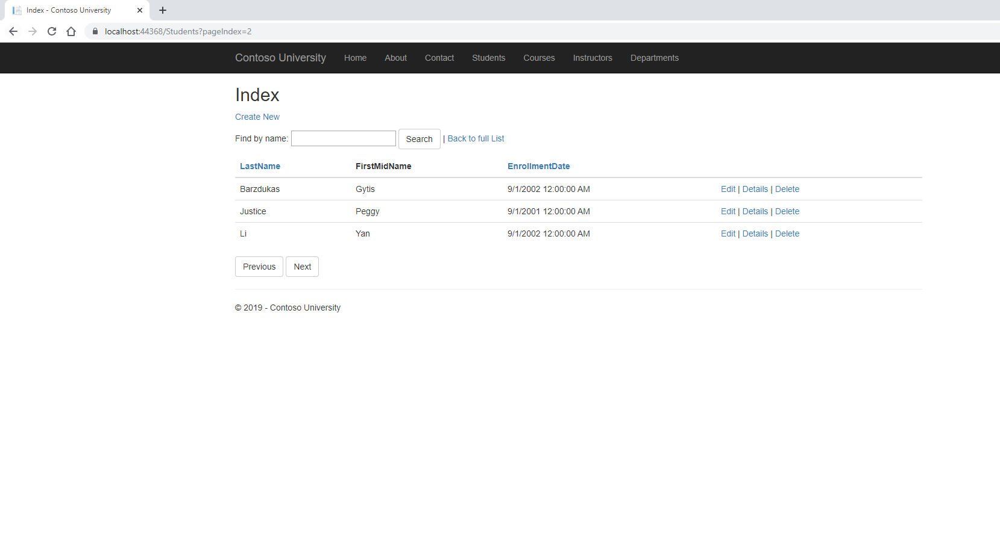 Index - Contoso University
localhost:44368/Students?pageIndex=2
Contoso University Home About Contact Students Courses Instructors Departments
Index
Create New
Find by name: Search | Back to full List
LastName FirstMidName EnrollmentDate
Barzdukas Gytis 9/1/2002 12:00:00 AM Edit | Details | Delete
Justice Peggy 9/1/2001 12:00:00 AM Edit | Details | Delete
Li Yan 9/1/2002 12:00:00 AM Edit | Details | Delete
Previous Next
© 2019 - Contoso University